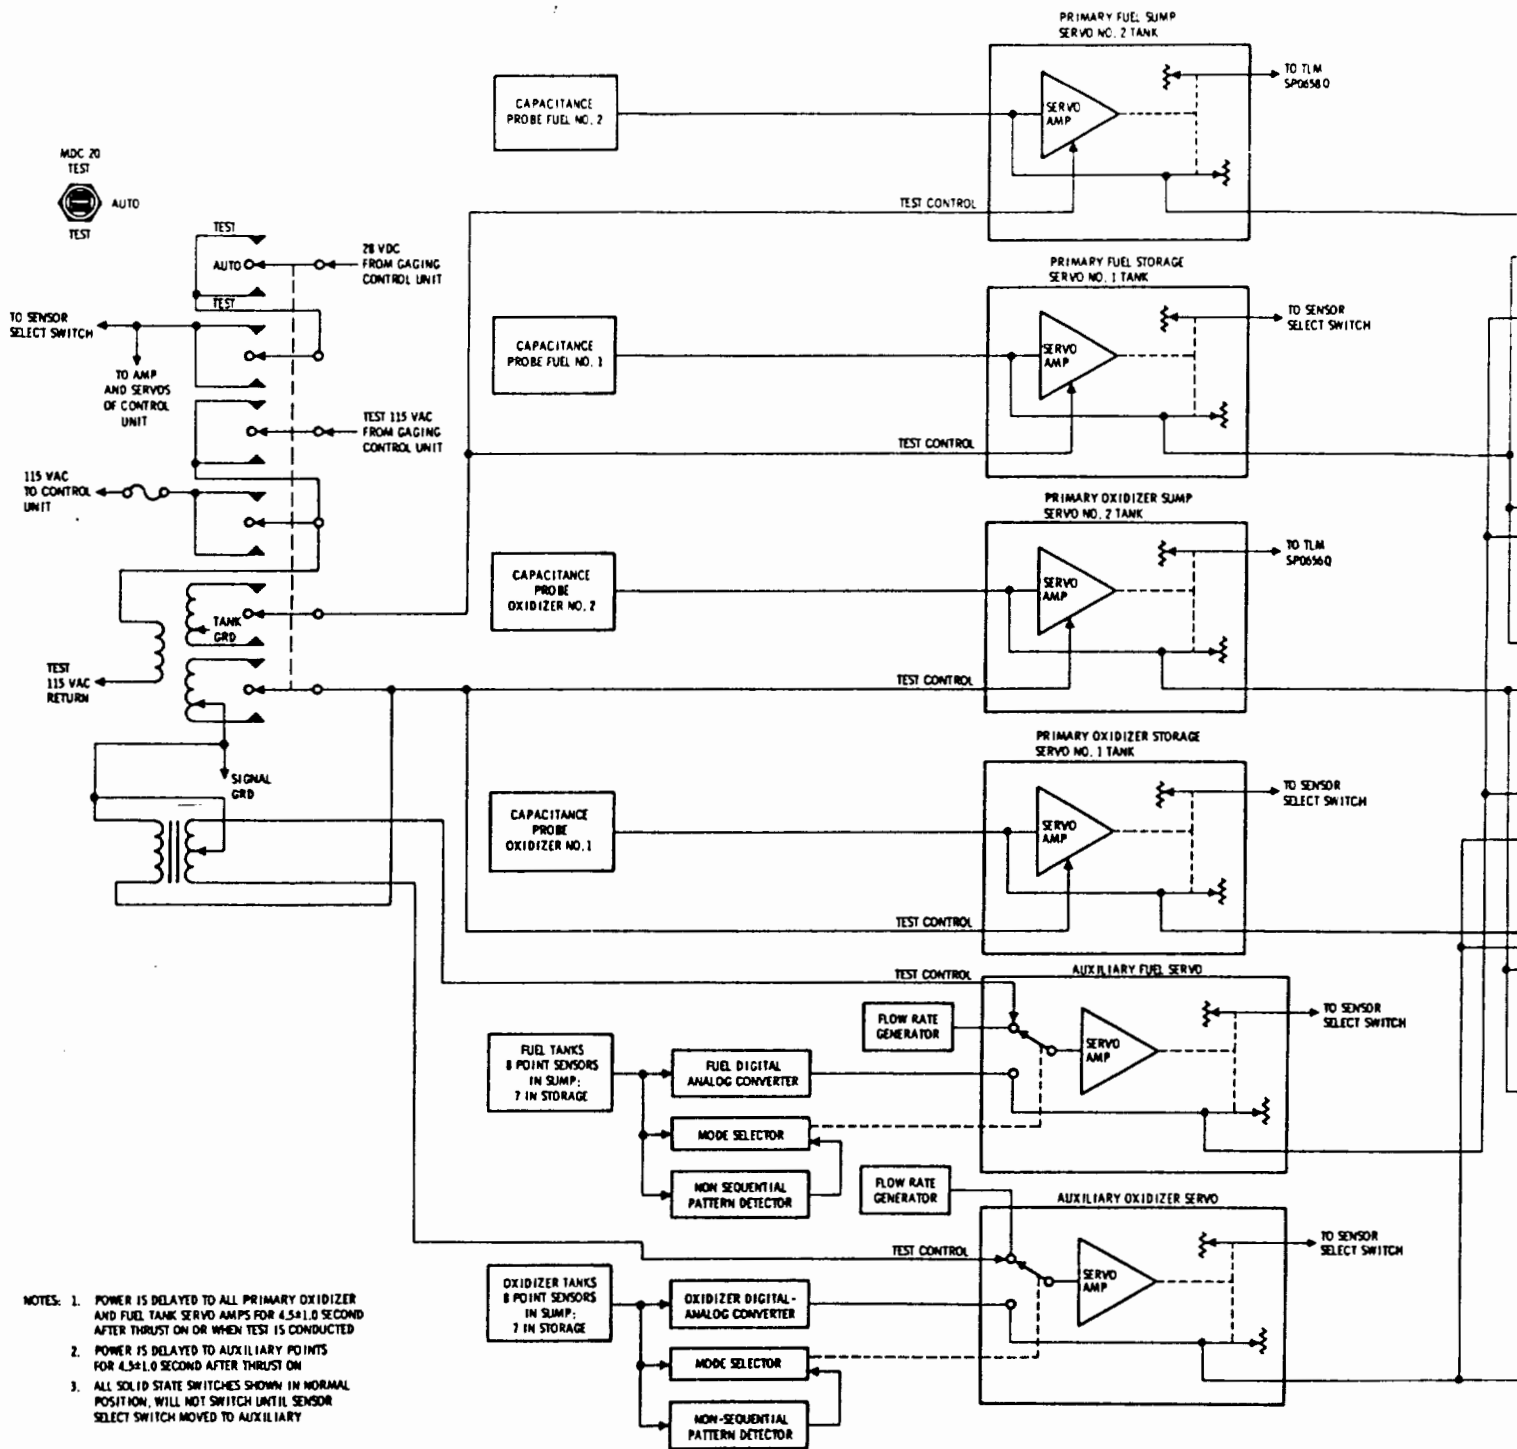 PRIMARY FUEL SUMP
SERVO NO. 2 TANK
CAPACITANCE
PROBE FUEL NO. 2
SERVO
AMP
TO TLM
SP0658Q
TEST CONTROL
MDC 20
TEST
AUTO
TEST
TEST
AUTO
TEST
28 VDC
FROM GAGING
CONTROL UNIT
TO SENSOR
SELECT SWITCH
TO AMP
AND SERVOS
OF CONTROL
UNIT
TEST 115 VAC
FROM GAGING
CONTROL UNIT
115 VAC
TO CONTROL
UNIT
TANK
GRD
TEST
115 VAC
RETURN
SIGNAL
GRD
PRIMARY FUEL STORAGE
SERVO NO. 1 TANK
CAPACITANCE
PROBE FUEL NO. 1
SERVO
AMP
TO SENSOR
SELECT SWITCH
TEST CONTROL
PRIMARY OXIDIZER SUMP
SERVO NO. 2 TANK
CAPACITANCE
PROBE
OXIDIZER NO. 2
SERVO
AMP
TO TLM
SP0656Q
TEST CONTROL
PRIMARY OXIDIZER STORAGE
SERVO NO. 1 TANK
CAPACITANCE
PROBE
OXIDIZER NO. 1
SERVO
AMP
TO SENSOR
SELECT SWITCH
TEST CONTROL
AUXILIARY FUEL SERVO
TEST CONTROL
FLOW RATE
GENERATOR
SERVO
AMP
TO SENSOR
SELECT SWITCH
FUEL TANKS
8 POINT SENSORS
IN SUMP;
7 IN STORAGE
FUEL DIGITAL
ANALOG CONVERTER
MODE SELECTOR
NON SEQUENTIAL
PATTERN DETECTOR
FLOW RATE
GENERATOR
AUXILIARY OXIDIZER SERVO
TEST CONTROL
SERVO
AMP
TO SENSOR
SELECT SWITCH
OXIDIZER TANKS
8 POINT SENSORS
IN SUMP;
7 IN STORAGE
OXIDIZER DIGITAL-
ANALOG CONVERTER
MODE SELECTOR
NON-SEQUENTIAL
PATTERN DETECTOR
NOTES: 1. POWER IS DELAYED TO ALL PRIMARY OXIDIZER
AND FUEL TANK SERVO AMPS FOR 4.5±1.0 SECOND
AFTER THRUST ON OR WHEN TEST IS CONDUCTED
2. POWER IS DELAYED TO AUXILIARY POINTS
FOR 4.5±1.0 SECOND AFTER THRUST ON
3. ALL SOLID STATE SWITCHES SHOWN IN NORMAL
POSITION, WILL NOT SWITCH UNTIL SENSOR
SELECT SWITCH MOVED TO AUXILIARY